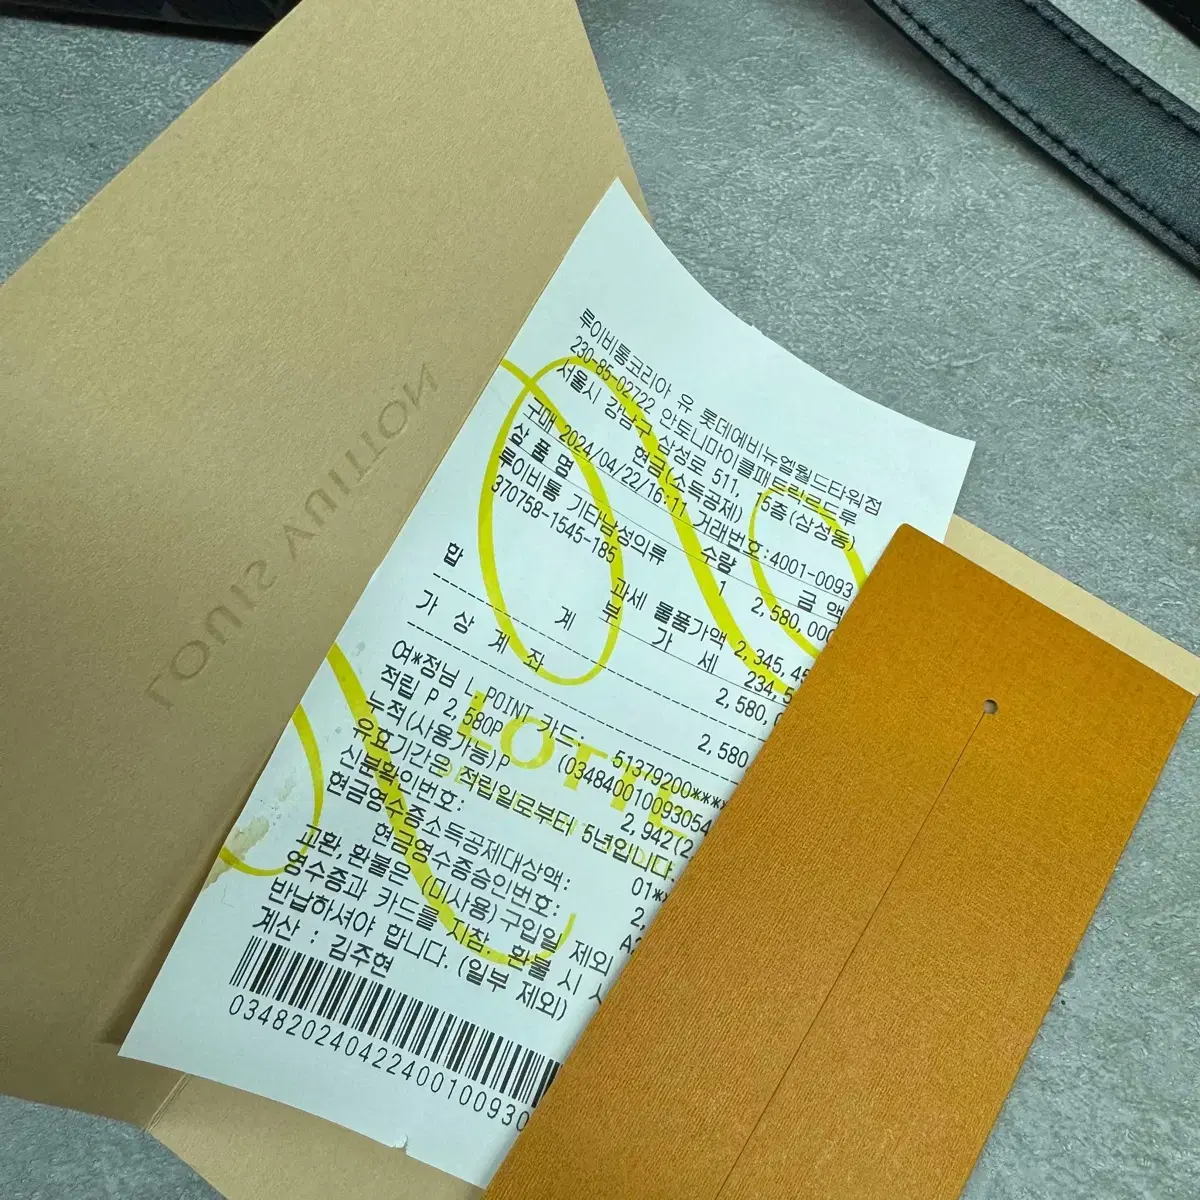 LOUIS VUITTON
루이비통코리아 유 롯데에비뉴엘월드타워점
230-85-02722 안토니마이클패트릭르드류
서울시 강남구 삼성로 511, 15층(삼성동)
현금(소득공제)
구매 2024/04/22/16:11 거래번호:4001-0093
상 품 명 수량 금 액
루이비통 기타남성의류 1 2,580,000
370758-1545-185
과세 물품가액 2,345,45
부 가 세 234,5
합 계 2,580,
가 상 계 좌 2,580
여*정님 L.POINT 카드: 51379200****
적립 P 2,580P (034840010093054
누적(사용가능)P 2,942(2
유효기간은 적립일로부터 5년입니다.
신분확인번호: 01**
현금영수증소득공제대상액: 2,
현금영수증승인번호:
교환,환불은 (미사용)구입일 제외
영수증과 카드를 지참. 환불 시
반납하셔야 합니다.(일부 제외)
계산 : 김주현
034820240422400100930
LOTTE